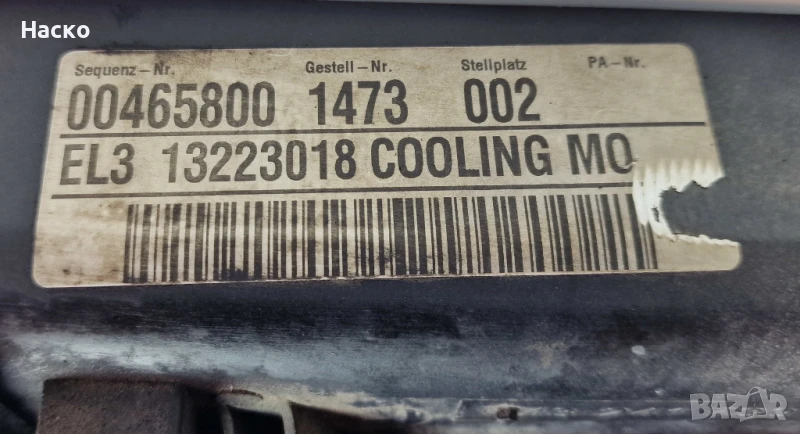 Наско
Sequenz-Nr. Gestell-Nr. Stellplatz PA-Nr.
00465800 1473 002
EL3 13223018 COOLING MO
BAZAR